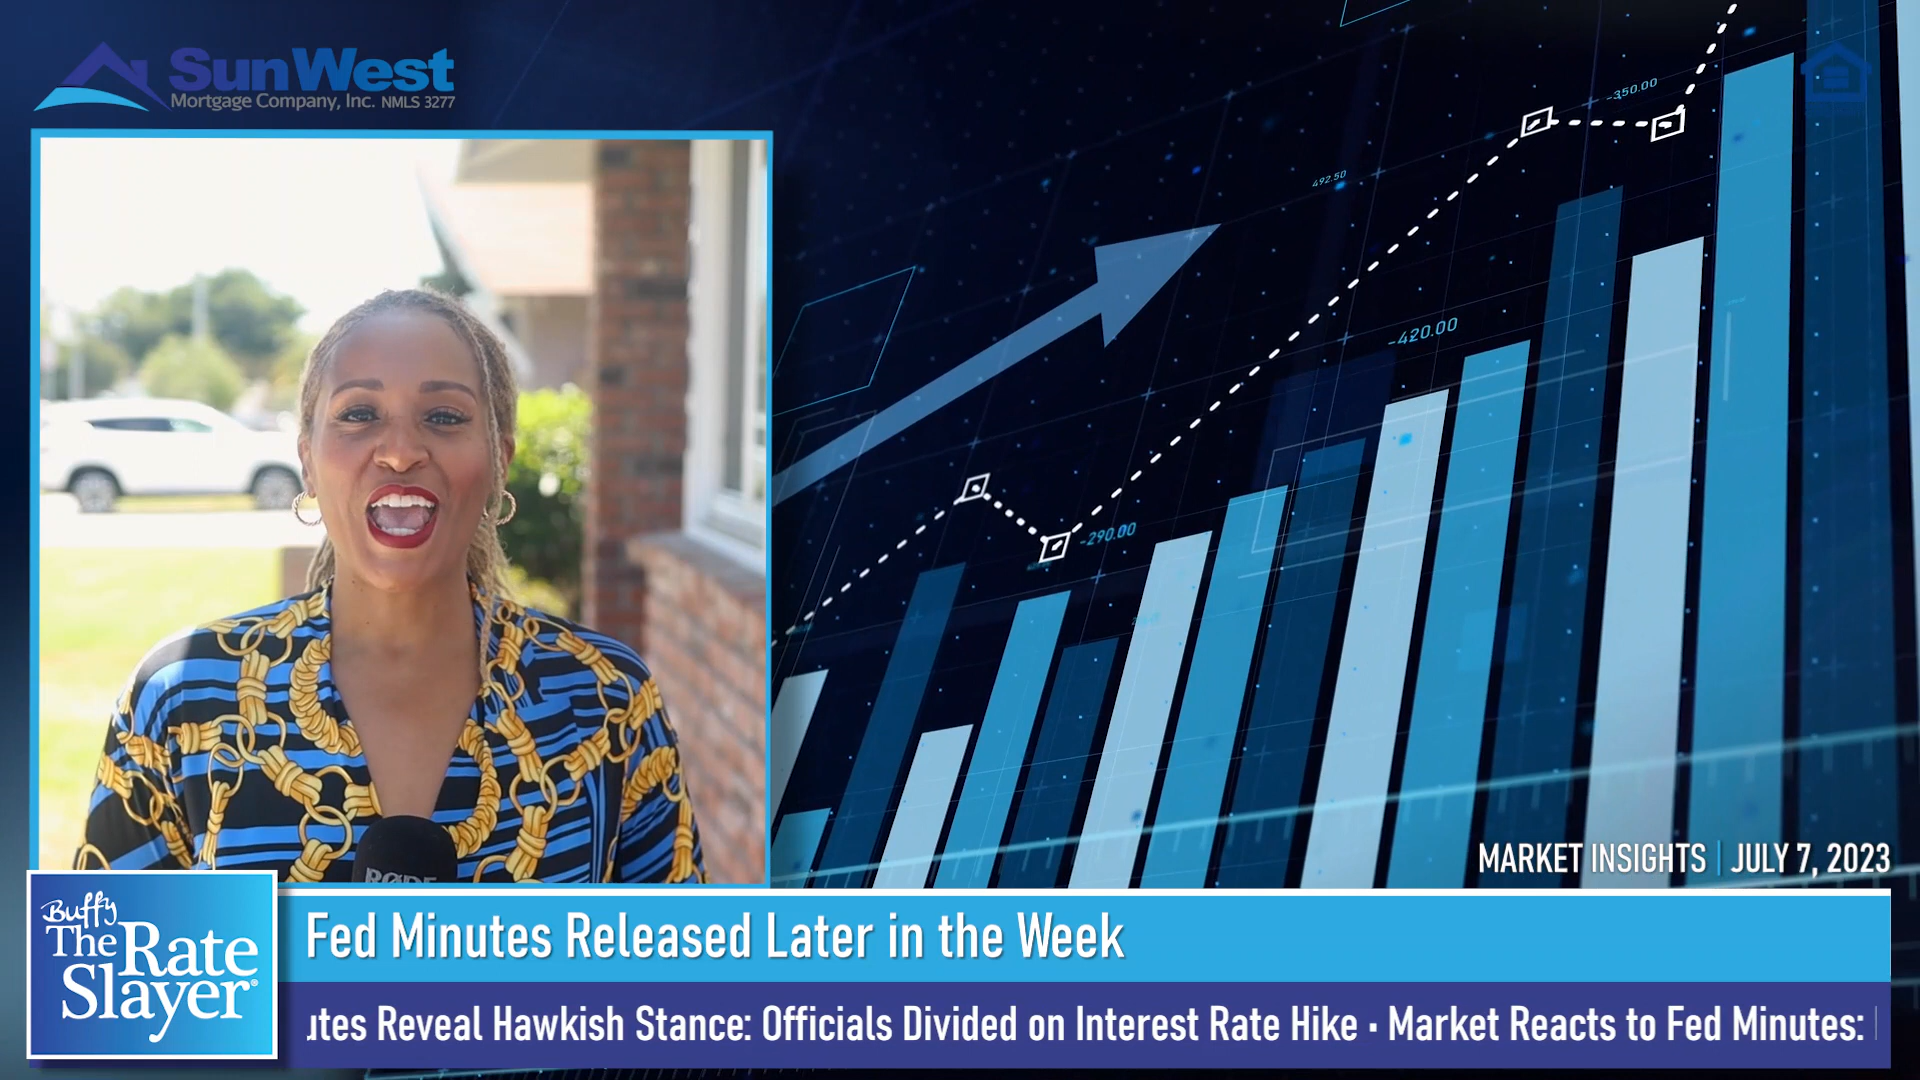 SunWest
Mortgage Company, Inc. NMLS 3277
-350.00
492.50
-420.00
-290.00
RØDE
MARKET INSIGHTS | JULY 7, 2023
Buffy
The Rate
Slayer®
Fed Minutes Released Later in the Week
utes Reveal Hawkish Stance: Officials Divided on Interest Rate Hike · Market Reacts to Fed Minutes: